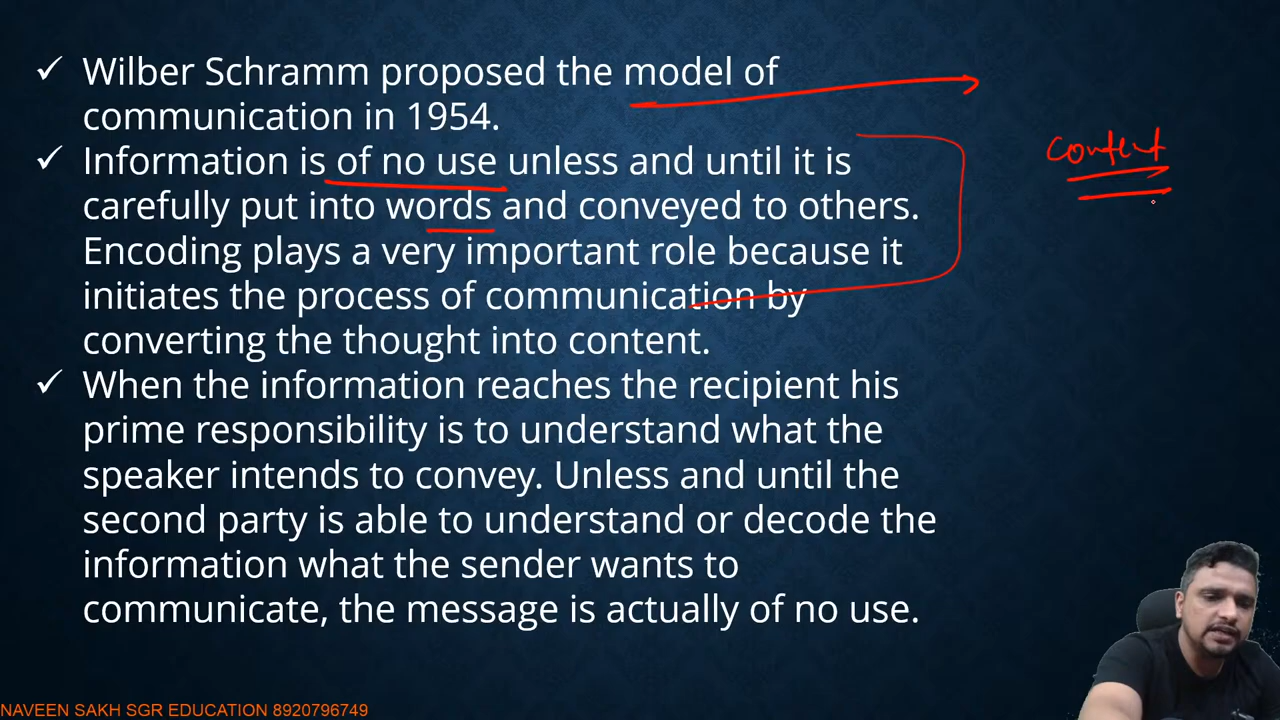 ✓ Wilber Schramm proposed the model of
communication in 1954.
✓ Information is of no use unless and until it is
carefully put into words and conveyed to others.
Encoding plays a very important role because it
initiates the process of communication by
converting the thought into content.
✓ When the information reaches the recipient his
prime responsibility is to understand what the
speaker intends to convey. Unless and until the
second party is able to understand or decode the
information what the sender wants to
communicate, the message is actually of no use.
content
NAVEEN SAKH SGR EDUCATION 8920796749